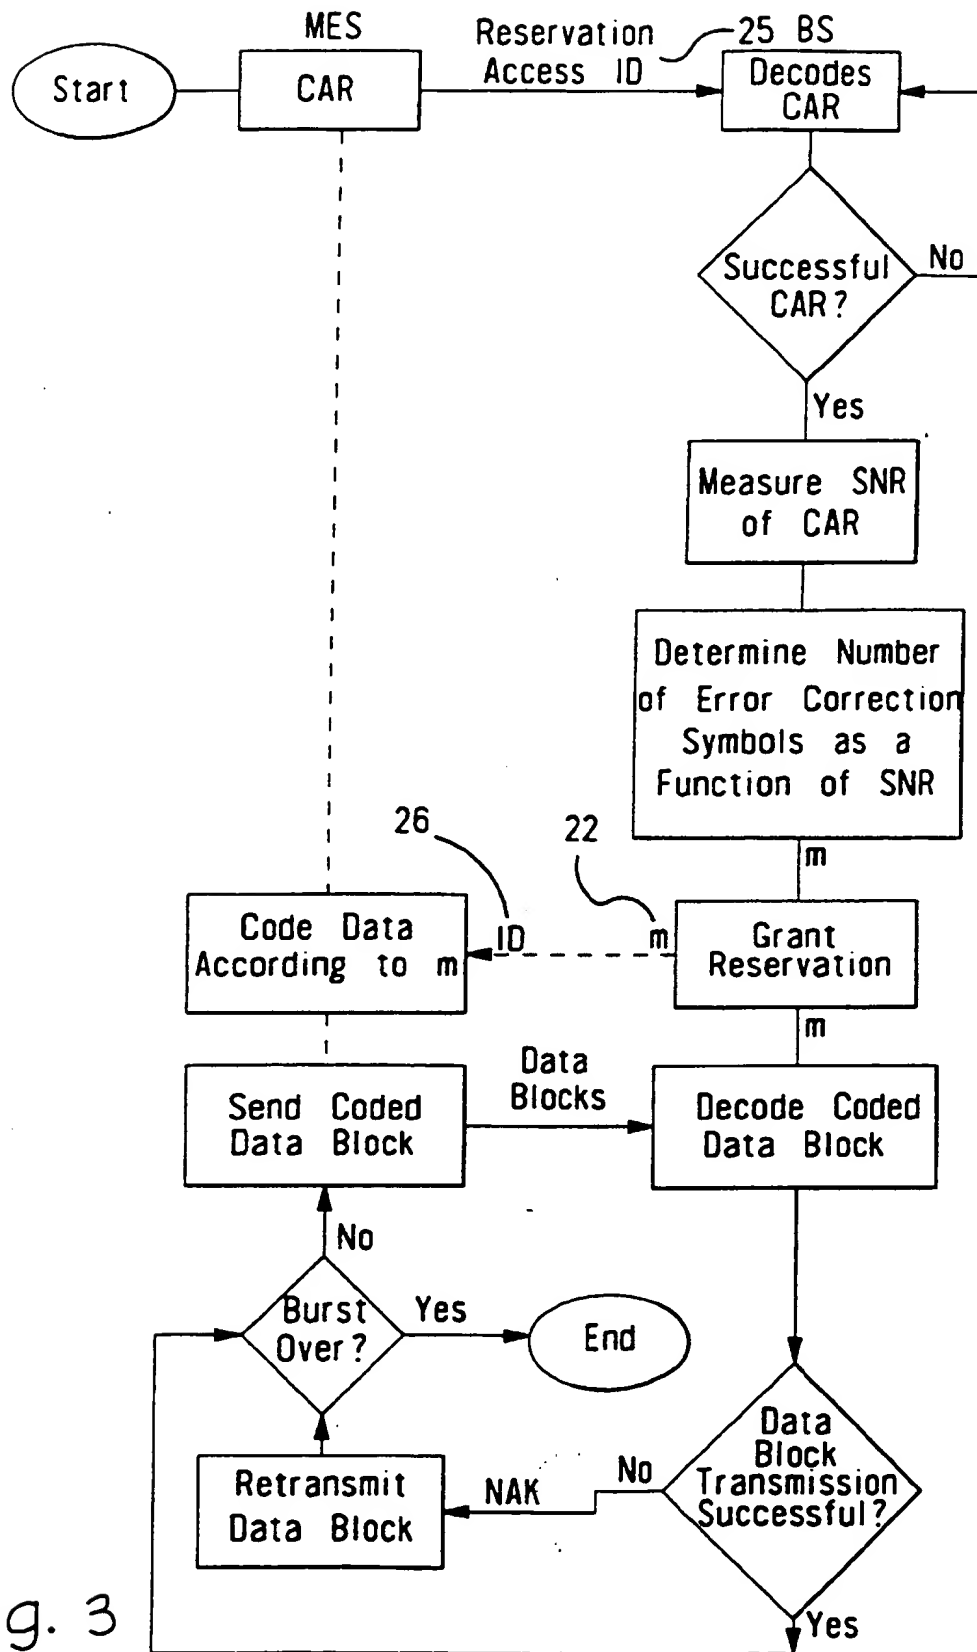 MES
Reservation
Access ID
25 BS
Start
CAR
Decodes
CAR
Successful
CAR?
No
Yes
Measure SNR
of CAR
Determine Number
of Error Correction
Symbols as a
Function of SNR
m
26
22
Code Data
According to m
ID
m
Grant
Reservation
m
Data
Blocks
Send Coded
Data Block
Decode Coded
Data Block
No
Burst
Over?
Yes
End
Data
Block
Transmission
Successful?
No
NAK
Retransmit
Data Block
Yes
g. 3